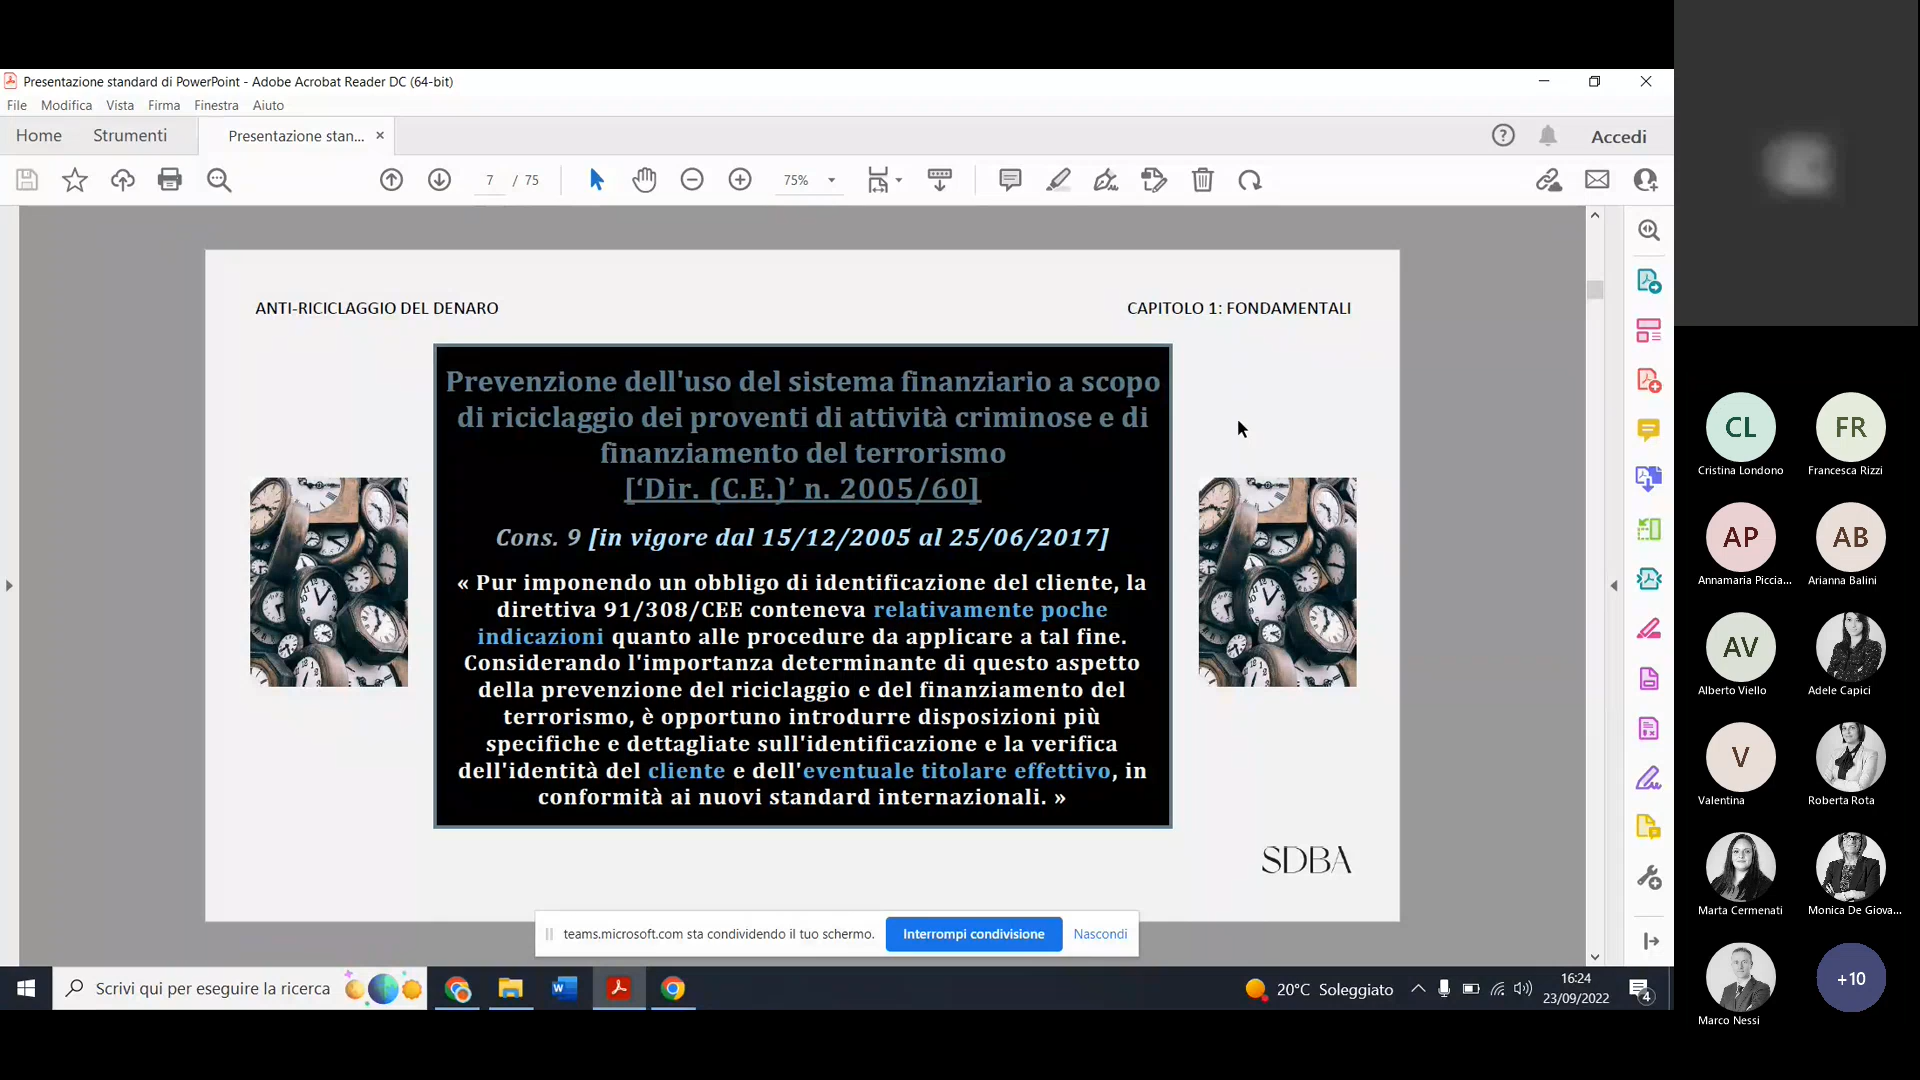 Presentazione standard di PowerPoint - Adobe Acrobat Reader DC (64-bit)
File Modifica Vista Firma Finestra Aiuto
Home Strumenti Presentazione stan... × Accedi
7 / 75 75%
ANTI-RICICLAGGIO DEL DENARO
CAPITOLO 1: FONDAMENTALI
Prevenzione dell'uso del sistema finanziario a scopo
di riciclaggio dei proventi di attività criminose e di
finanziamento del terrorismo
[‘Dir. (C.E.)’ n. 2005/60]
Cons. 9 [in vigore dal 15/12/2005 al 25/06/2017]
« Pur imponendo un obbligo di identificazione del cliente, la
direttiva 91/308/CEE conteneva relativamente poche
indicazioni quanto alle procedure da applicare a tal fine.
Considerando l'importanza determinante di questo aspetto
della prevenzione del riciclaggio e del finanziamento del
terrorismo, è opportuno introdurre disposizioni più
specifiche e dettagliate sull'identificazione e la verifica
dell'identità del cliente e dell'eventuale titolare effettivo, in
conformità ai nuovi standard internazionali. »
SDBA
teams.microsoft.com sta condividendo il tuo schermo. Interrompi condivisione Nascondi
Scrivi qui per eseguire la ricerca
20°C Soleggiato
16:24
23/09/2022
4
CL FR
Cristina Londono Francesca Rizzi
AP AB
Annamaria Piccia... Arianna Balini
AV
Alberto Viello Adele Capici
V
Valentina Roberta Rota
Marta Cermenati Monica De Giova...
+10
Marco Nessi